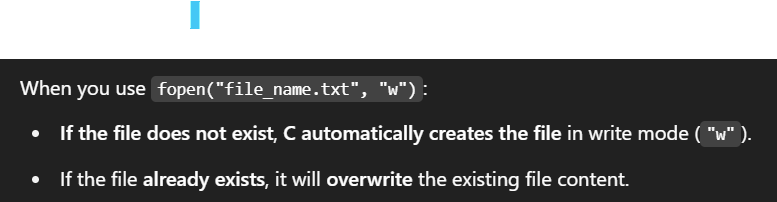 When you use fopen("file_name.txt", "w"):
• If the file does not exist, C automatically creates the file in write mode ("w").
• If the file already exists, it will overwrite the existing file content.